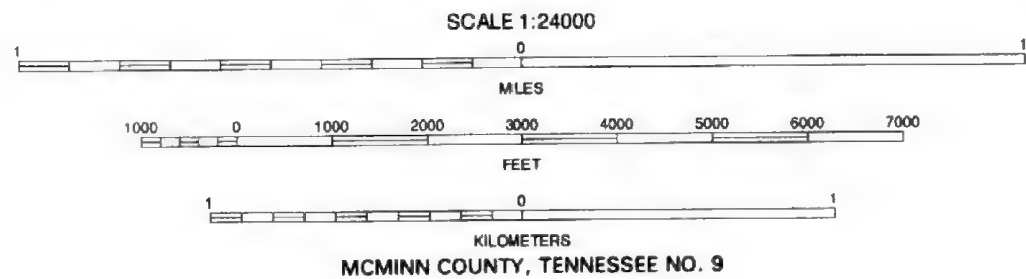 SCALE 1:24000
1 0 1
MILES
1000 0 1000 2000 3000 4000 5000 6000 7000
FEET
1 0 1
KILOMETERS
MCMINN COUNTY, TENNESSEE NO. 9